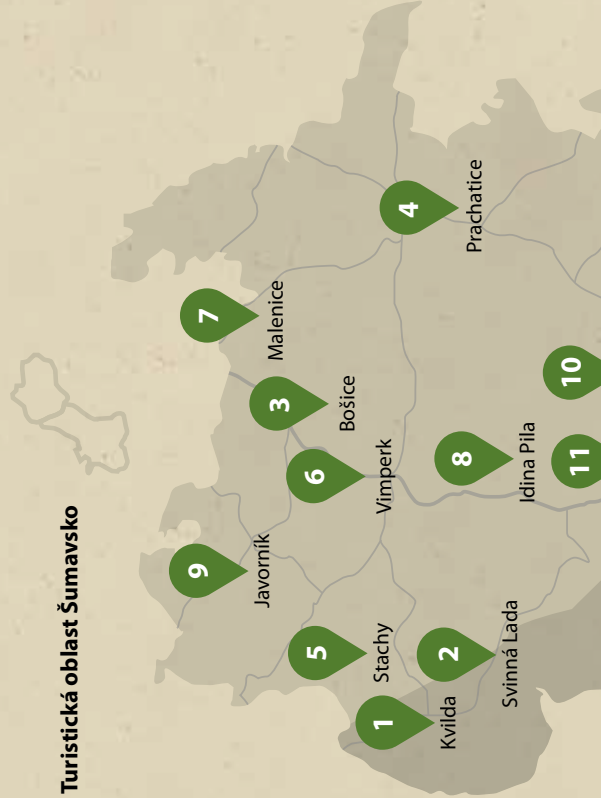 Turistická oblast Šumavsko
9
Javorník
7
Malenice
3
Bošice
6
Vimperk
5
Stachy
1
Kvilda
4
Prachatice
2
Svinná Lada
8
Idina Pila
10
11